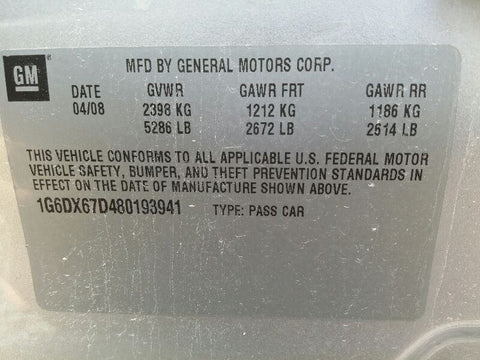 GM
MFD BY GENERAL MOTORS CORP.
DATE GVWR GAWR FRT GAWR RR
04/08 2398 KG 1212 KG 1186 KG
5286 LB 2672 LB 2614 LB
THIS VEHICLE CONFORMS TO ALL APPLICABLE U.S. FEDERAL MOTOR
VEHICLE SAFETY, BUMPER, AND THEFT PREVENTION STANDARDS IN
EFFECT ON THE DATE OF MANUFACTURE SHOWN ABOVE.
1G6DX67D480193941 TYPE: PASS CAR